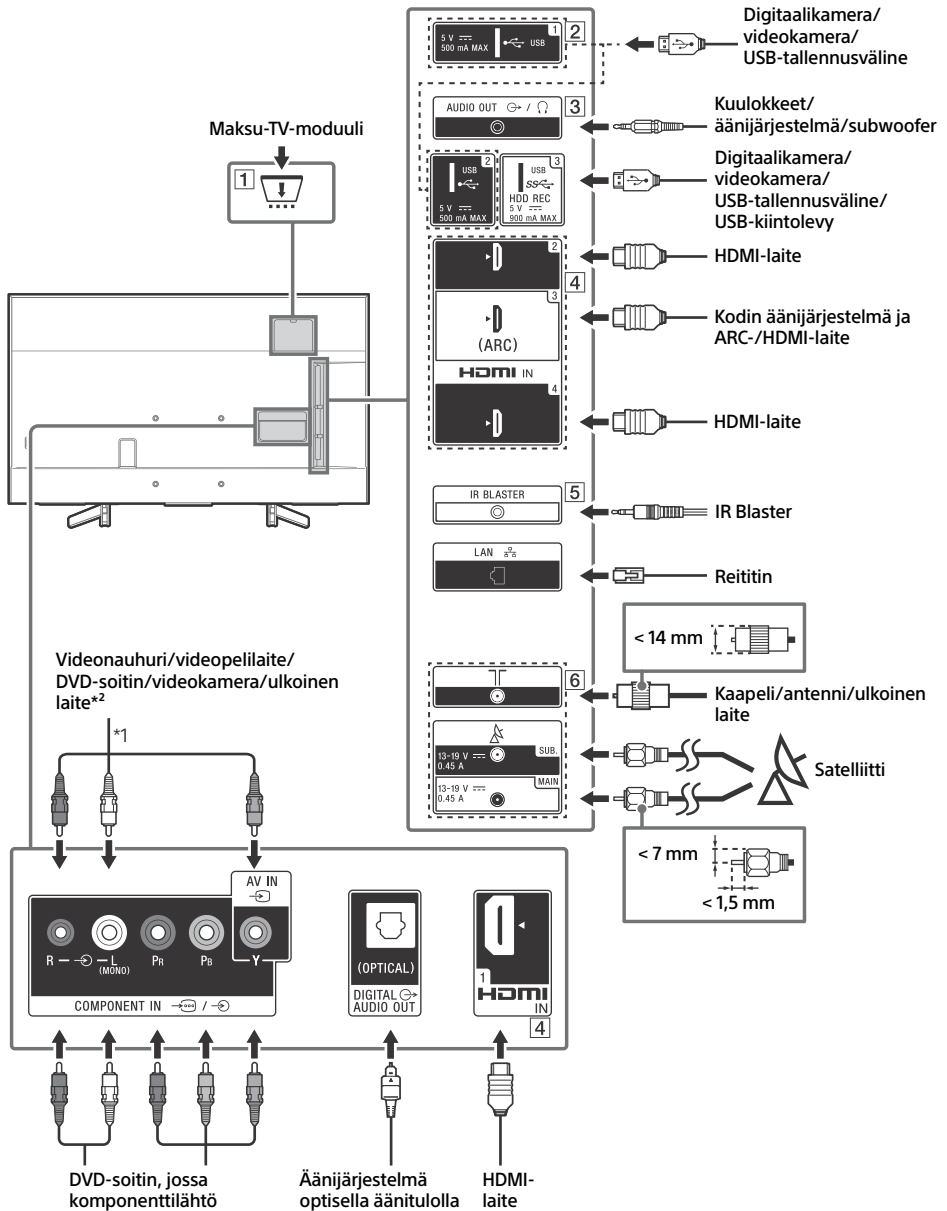 Maksu-TV-moduuli
1
5 V
500 mA MAX
USB
1
2
Digitaalikamera/
videokamera/
USB-tallennusväline
AUDIO OUT /
3
Kuulokkeet/
äänijärjestelmä/subwoofer
2
USB
5 V
500 mA MAX
3
USB
SS
HDD REC
5 V
900 mA MAX
Digitaalikamera/
videokamera/
USB-tallennusväline/
USB-kiintolevy
2
HDMI-laite
4
3
(ARC)
Kodin äänijärjestelmä ja
ARC-/HDMI-laite
HDMI IN
4
HDMI-laite
IR BLASTER
5
IR Blaster
LAN
Reititin
< 14 mm
6
Kaapeli/antenni/ulkoinen
laite
13-19 V
0.45 A
SUB.
13-19 V
0.45 A
MAIN
Satelliitti
< 7 mm
< 1,5 mm
Videonauhuri/videopelilaite/
DVD-soitin/videokamera/ulkoinen
laite*2
*1
AV IN
R
L
(MONO)
PR
PB
Y
COMPONENT IN /
(OPTICAL)
DIGITAL
AUDIO OUT
1
HDMI
IN
4
DVD-soitin, jossa
komponenttilähtö
Äänijärjestelmä
optisella äänitulolla
HDMI-
laite